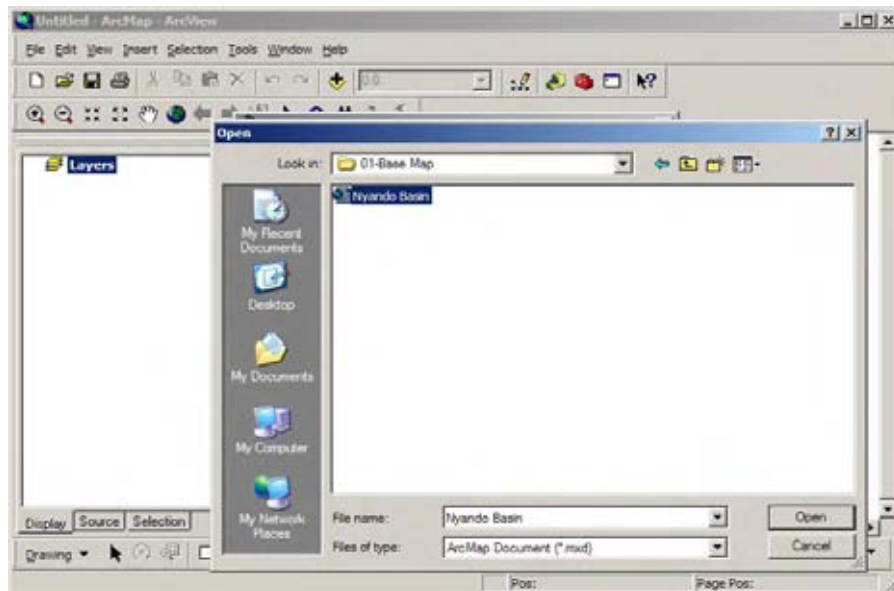 Untitled - ArcMap - ArcView
File Edit View Insert Selection Tools Window Help
Open
Look in: 01-Base Map
Layers
Nyando Basin
My Recent
Documents
Desktop
My Documents
My Computer
My Network
Places
File name: Nyando Basin Open
Files of type: ArcMap Document (*.mxd) Cancel
Display Source Selection
Drawing
Pos: Page Pos: